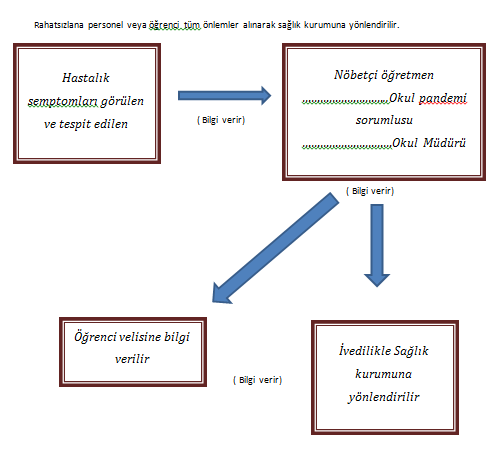 Rahatsızlana personel veya öğrenci tüm önlemler alınarak sağlık kurumuna yönlendirilir.
Hastalık
semptomları görülen
ve tespit edilen
( Bilgi verir)
Nöbetçi öğretmen
,,,,,,,,,,,,,,,,,,,,,,,,,,,,,Okul pandemi
sorumlusu
,,,,,,,,,,,,,,,,,,,,,,,,,,,,,,Okul Müdürü
( Bilgi verir)
Öğrenci velisine bilgi
verilir
( Bilgi verir)
İvedilikle Sağlık
kurumuna
yönlendirilir